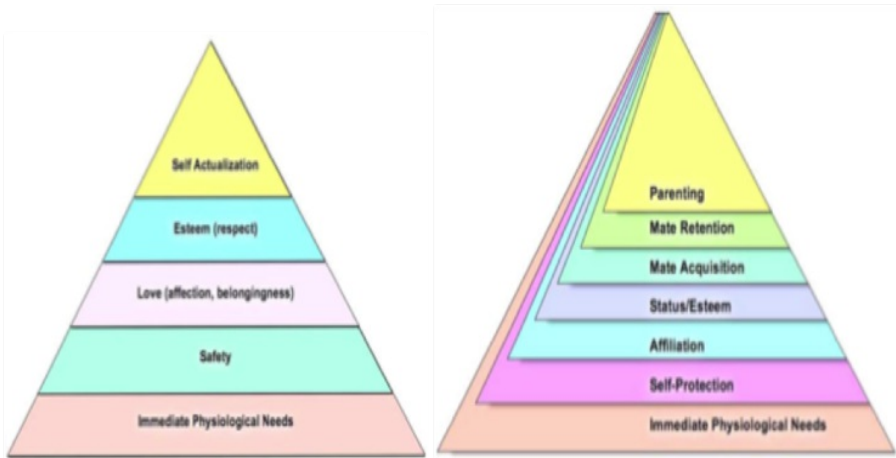 Self Actualization
Esteem (respect)
Love (affection, belongingness)
Safety
Immediate Physiological Needs
Parenting
Mate Retention
Mate Acquisition
Status/Esteem
Affiliation
Self-Protection
Immediate Physiological Needs